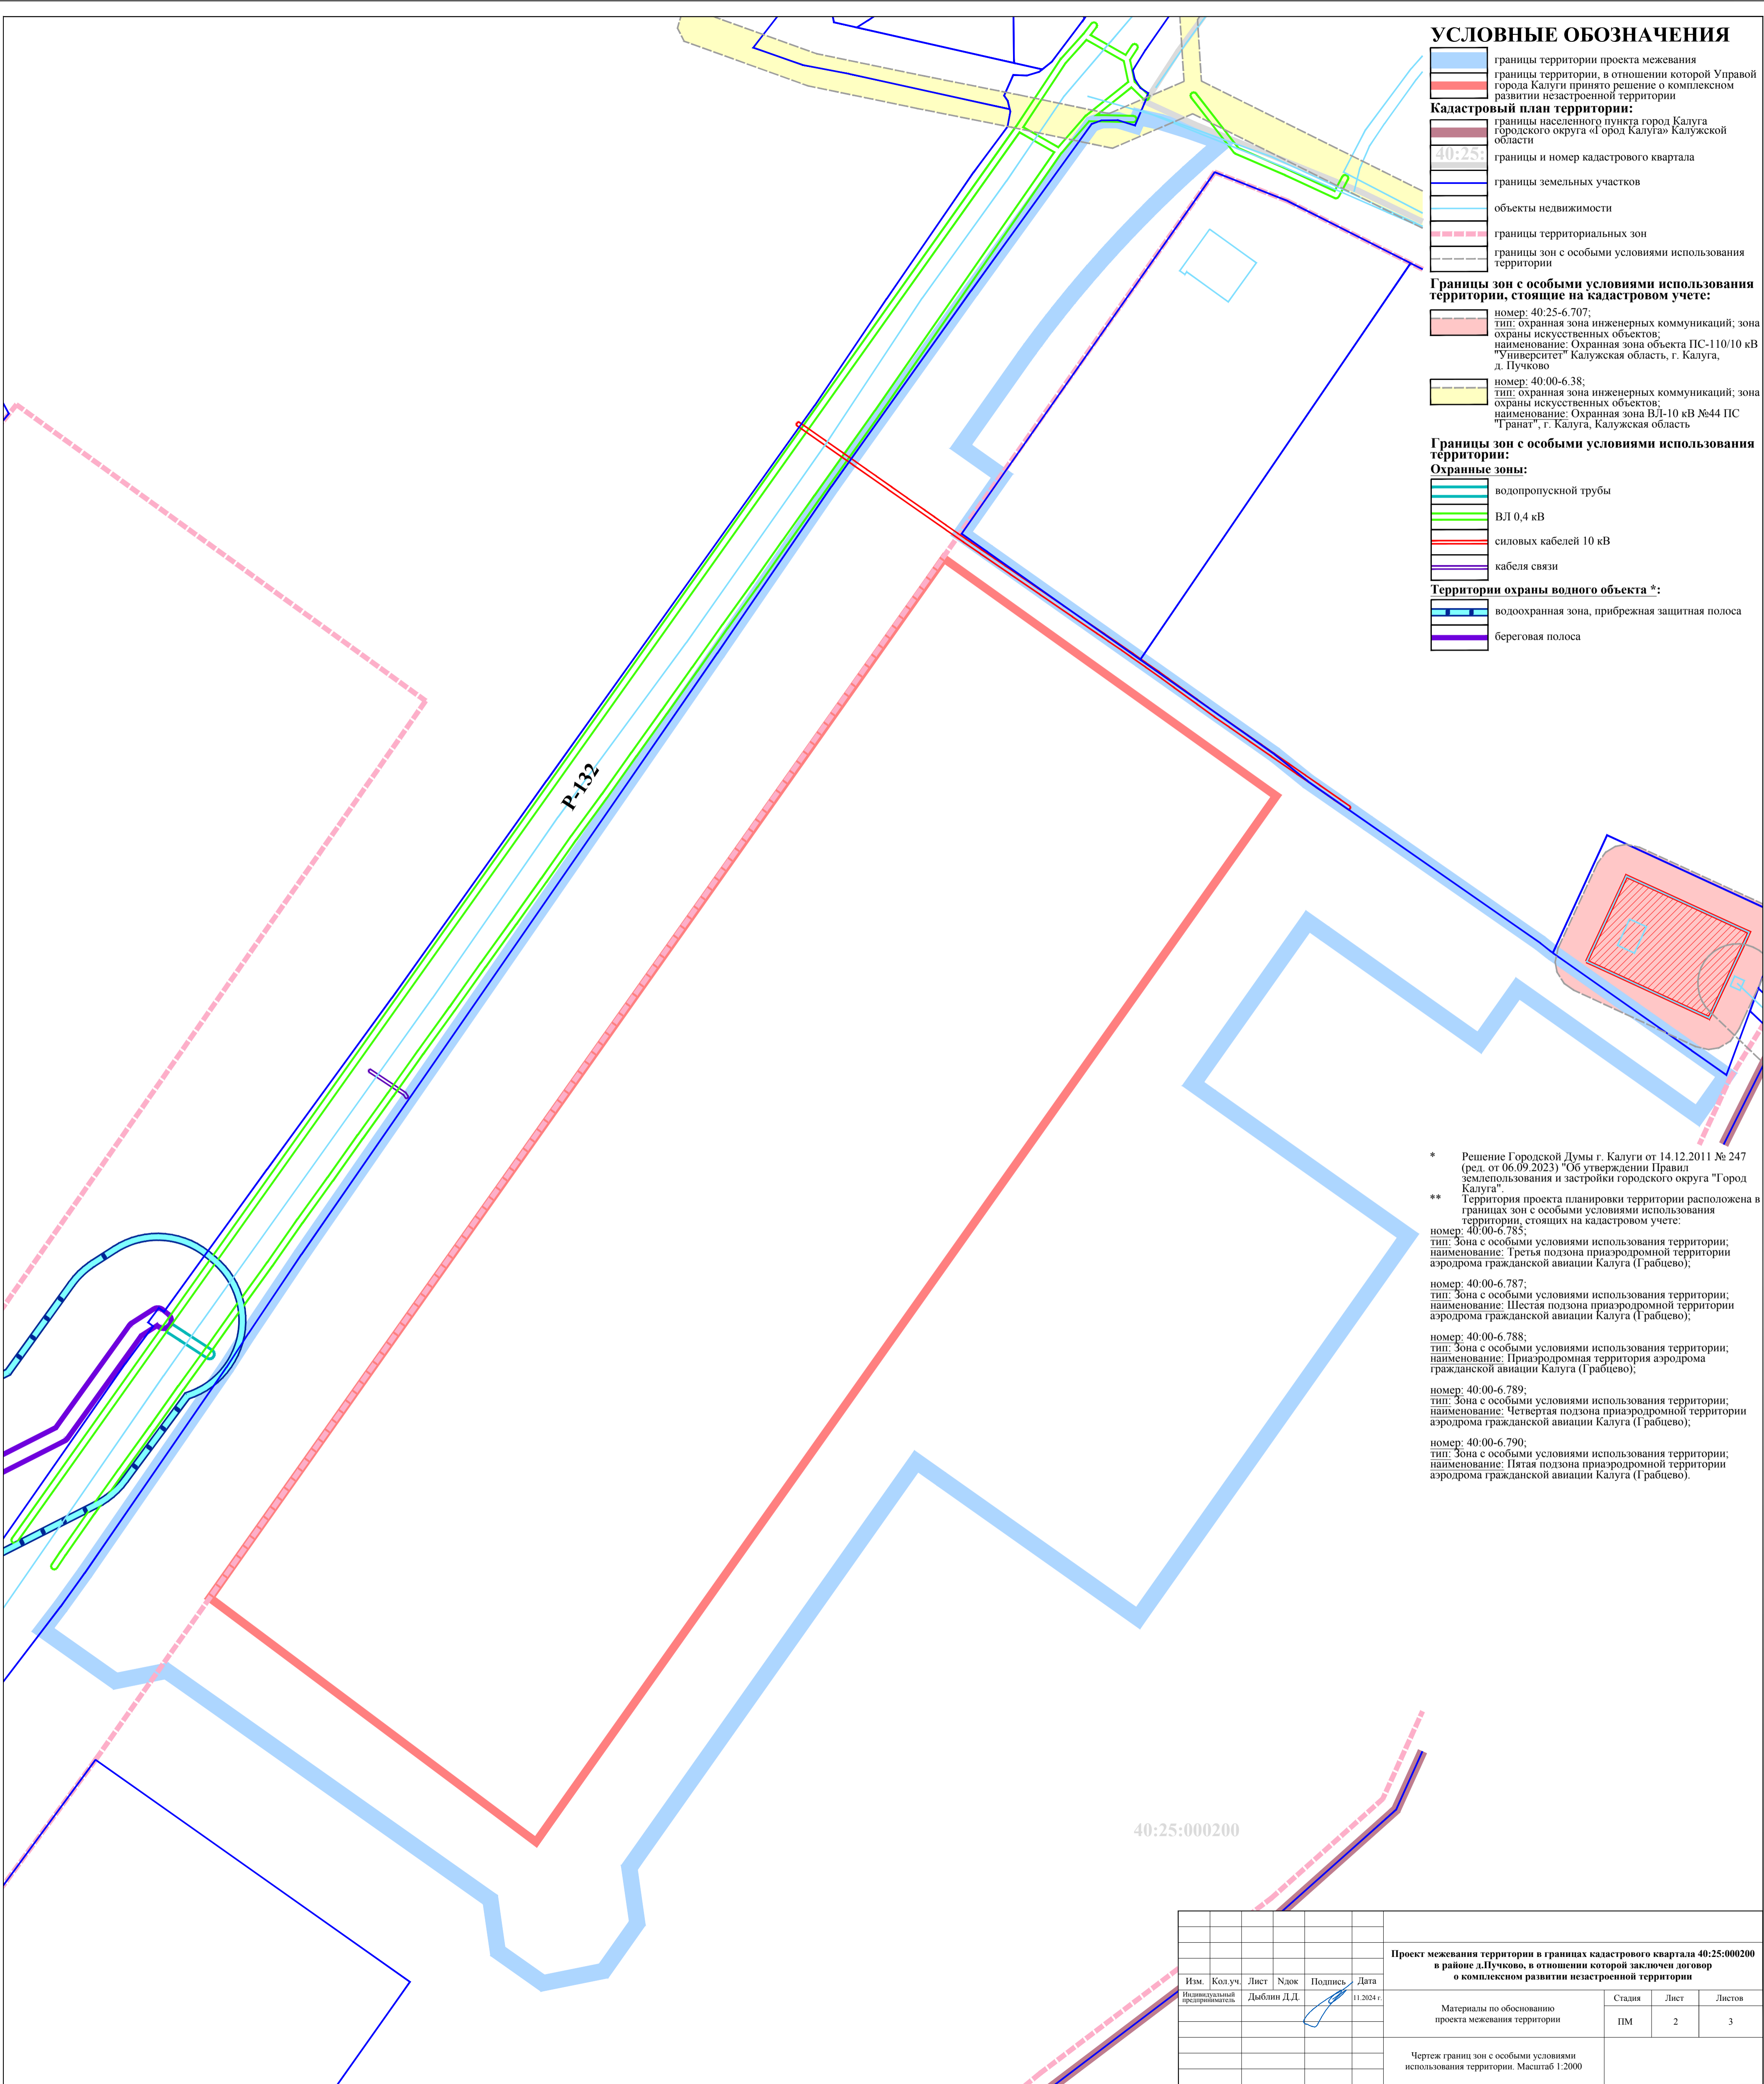 УСЛОВНЫЕ ОБОЗНАЧЕНИЯ
границы территории проекта межевания
границы территории, в отношении которой Управой
города Калуги принято решение о комплексном
развитии незастроенной территории
Кадастровый план территории:
границы населенного пункта город Калуга
городского округа «Город Калуга» Калужской
области
40:25:
границы и номер кадастрового квартала
границы земельных участков
объекты недвижимости
границы территориальных зон
границы зон с особыми условиями использования
территории
Границы зон с особыми условиями использования
территории, стоящие на кадастровом учете:
номер: 40:25-6.707;
тип: охранная зона инженерных коммуникаций; зона
охраны искусственных объектов;
наименование: Охранная зона объекта ПС-110/10 кВ
"Университет" Калужская область, г. Калуга,
д. Пучково
номер: 40:00-6.38;
тип: охранная зона инженерных коммуникаций; зона
охраны искусственных объектов;
наименование: Охранная зона ВЛ-10 кВ №44 ПС
"Гранат", г. Калуга, Калужская область
Границы зон с особыми условиями использования
территории:
Охранные зоны:
водопропускной трубы
ВЛ 0,4 кВ
силовых кабелей 10 кВ
кабеля связи
Территории охраны водного объекта *:
водоохранная зона, прибрежная защитная полоса
береговая полоса
Р-132
* Решение Городской Думы г. Калуги от 14.12.2011 № 247
(ред. от 06.09.2023) "Об утверждении Правил
землепользования и застройки городского округа "Город
Калуга".
** Территория проекта планировки территории расположена в
границах зон с особыми условиями использования
территории, стоящих на кадастровом учете:
номер: 40:00-6.785;
тип: Зона с особыми условиями использования территории;
наименование: Третья подзона приаэродромной территории
аэродрома гражданской авиации Калуга (Грабцево);
номер: 40:00-6.787;
тип: Зона с особыми условиями использования территории;
наименование: Шестая подзона приаэродромной территории
аэродрома гражданской авиации Калуга (Грабцево);
номер: 40:00-6.788;
тип: Зона с особыми условиями использования территории;
наименование: Приаэродромная территория аэродрома
гражданской авиации Калуга (Грабцево);
номер: 40:00-6.789;
тип: Зона с особыми условиями использования территории;
наименование: Четвертая подзона приаэродромной территории
аэродрома гражданской авиации Калуга (Грабцево);
номер: 40:00-6.790;
тип: Зона с особыми условиями использования территории;
наименование: Пятая подзона приаэродромной территории
аэродрома гражданской авиации Калуга (Грабцево).
40:25:000200
Проект межевания территории в границах кадастрового квартала 40:25:000200
в районе д.Пучково, в отношении которой заключен договор
о комплексном развитии незастроенной территории
Изм. Кол.уч. Лист Nдок Подпись Дата
Индивидуальный
предприниматель
Дыблин Д.Д. 11.2024 г.
Материалы по обоснованию
проекта межевания территории
Стадия Лист Листов
ПМ 2 3
Чертеж границ зон с особыми условиями
использования территории. Масштаб 1:2000